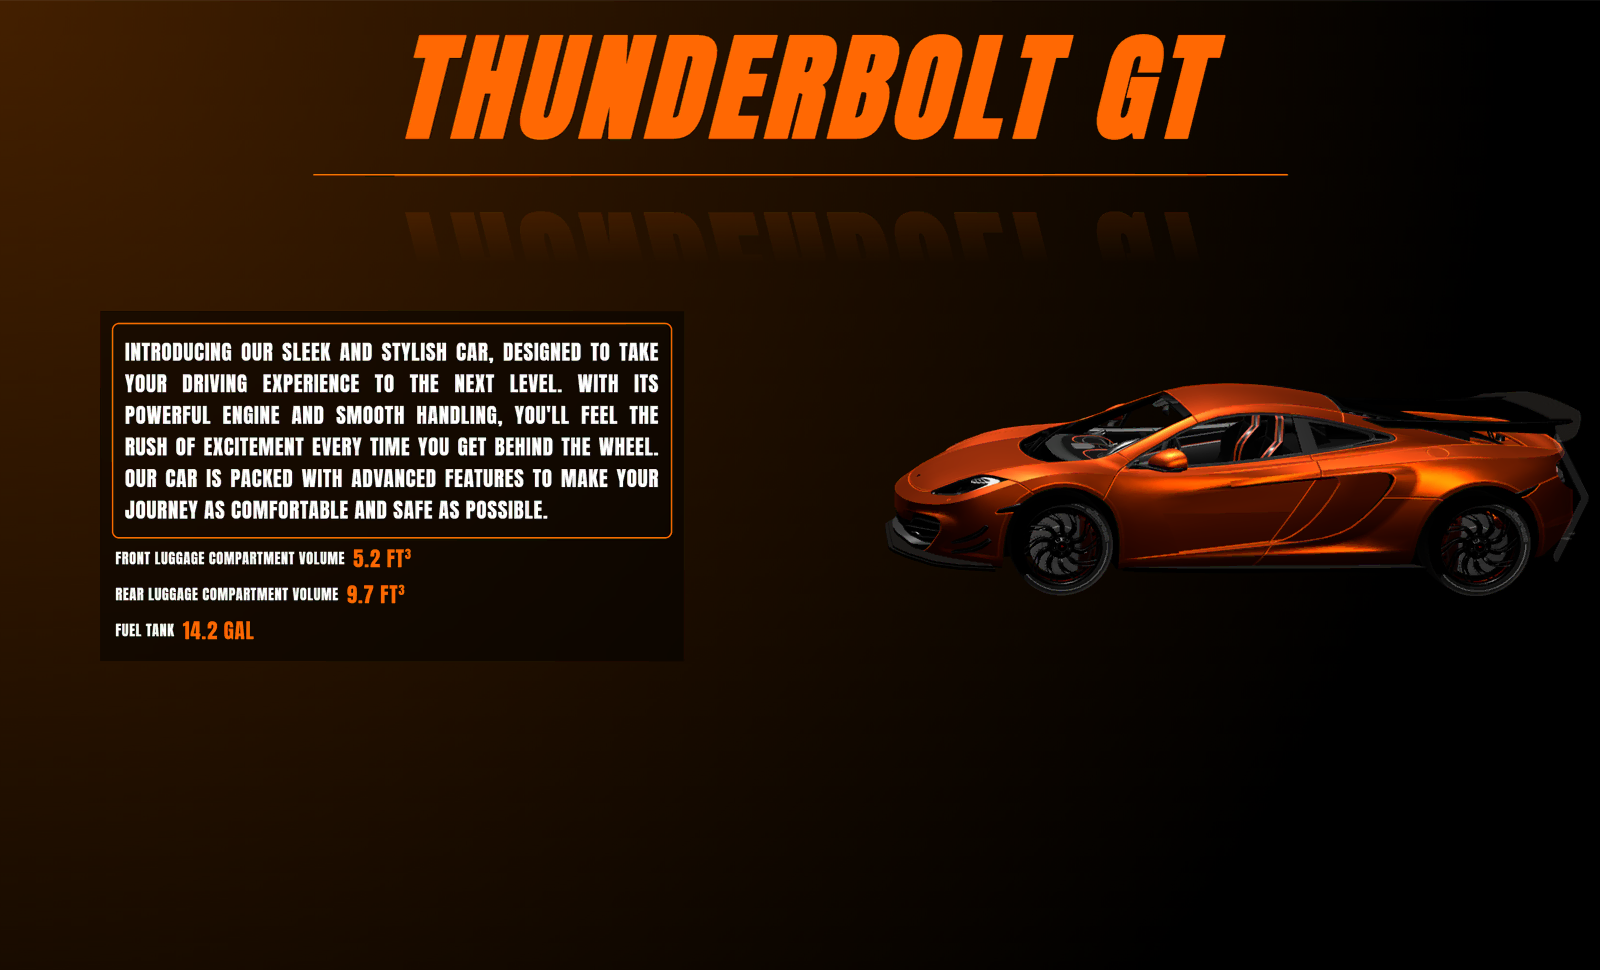 THUNDERBOLT GT
INTRODUCING OUR SLEEK AND STYLISH CAR, DESIGNED TO TAKE
YOUR DRIVING EXPERIENCE TO THE NEXT LEVEL. WITH ITS
POWERFUL ENGINE AND SMOOTH HANDLING, YOU'LL FEEL THE
RUSH OF EXCITEMENT EVERY TIME YOU GET BEHIND THE WHEEL.
OUR CAR IS PACKED WITH ADVANCED FEATURES TO MAKE YOUR
JOURNEY AS COMFORTABLE AND SAFE AS POSSIBLE.
FRONT LUGGAGE COMPARTMENT VOLUME 5.2 FT³
REAR LUGGAGE COMPARTMENT VOLUME 9.7 FT³
FUEL TANK 14.2 GAL